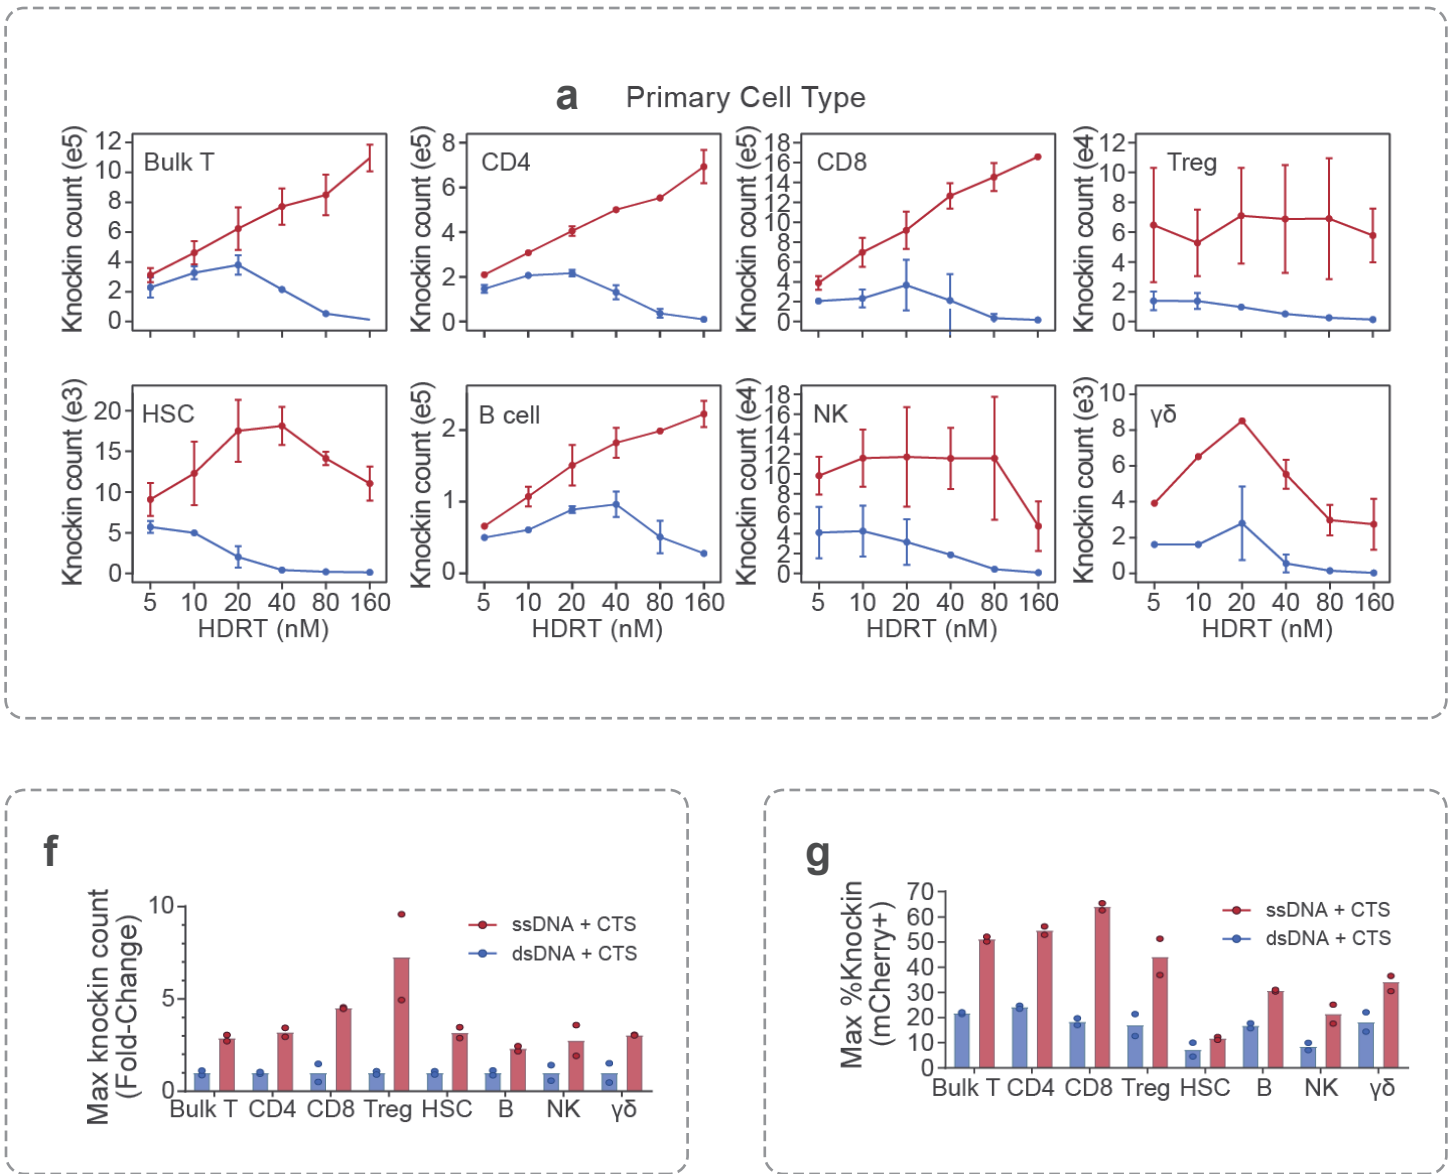 a Primary Cell Type
Knockin count (e5)
12
10
8
6
4
2
0
Bulk T
Knockin count (e5)
8
6
4
2
0
CD4
Knockin count (e5)
18
16
14
12
10
8
6
4
2
0
CD8
Knockin count (e4)
12
10
8
6
4
2
0
Treg
Knockin count (e3)
20
15
10
5
0
HSC
5 10 20 40 80 160
HDRT (nM)
Knockin count (e5)
2
1
0
B cell
5 10 20 40 80 160
HDRT (nM)
Knockin count (e4)
18
16
14
12
10
8
6
4
2
0
NK
5 10 20 40 80 160
HDRT (nM)
Knockin count (e3)
10
8
6
4
2
0
γδ
5 10 20 40 80 160
HDRT (nM)
f
Max knockin count
(Fold-Change)
10
5
0
ssDNA + CTS
dsDNA + CTS
Bulk T CD4 CD8 Treg HSC B NK γδ
g
Max %Knockin
(mCherry+)
70
60
50
40
30
20
10
0
ssDNA + CTS
dsDNA + CTS
Bulk T CD4 CD8 Treg HSC B NK γδ